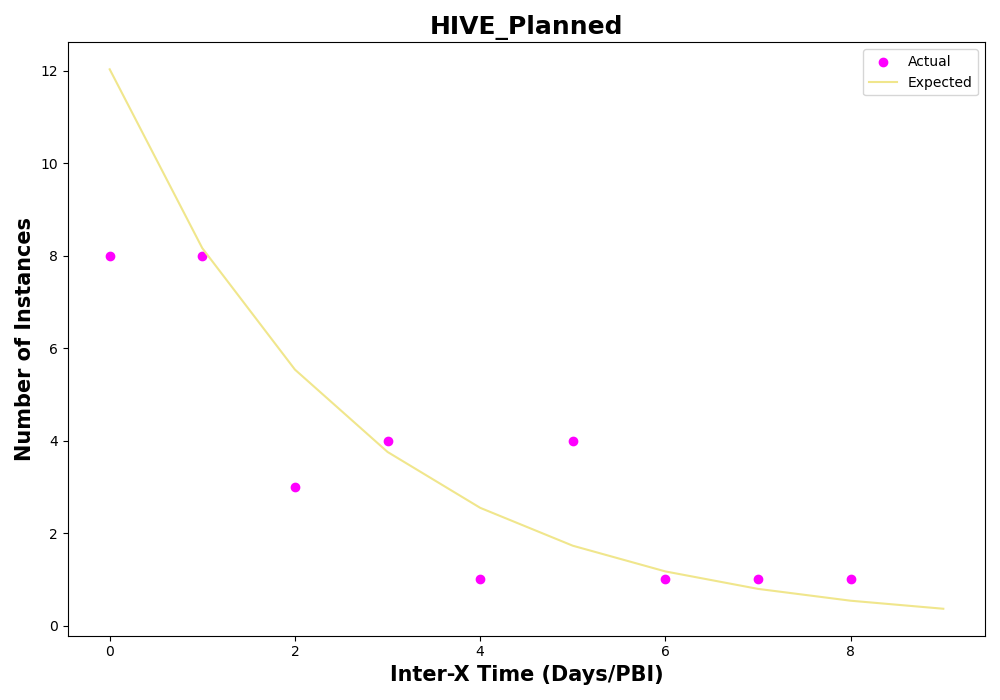 HIVE_Planned
Actual
Expected
12
10
8
6
4
2
0
Number of Instances
0 2 4 6 8
Inter-X Time (Days/PBI)